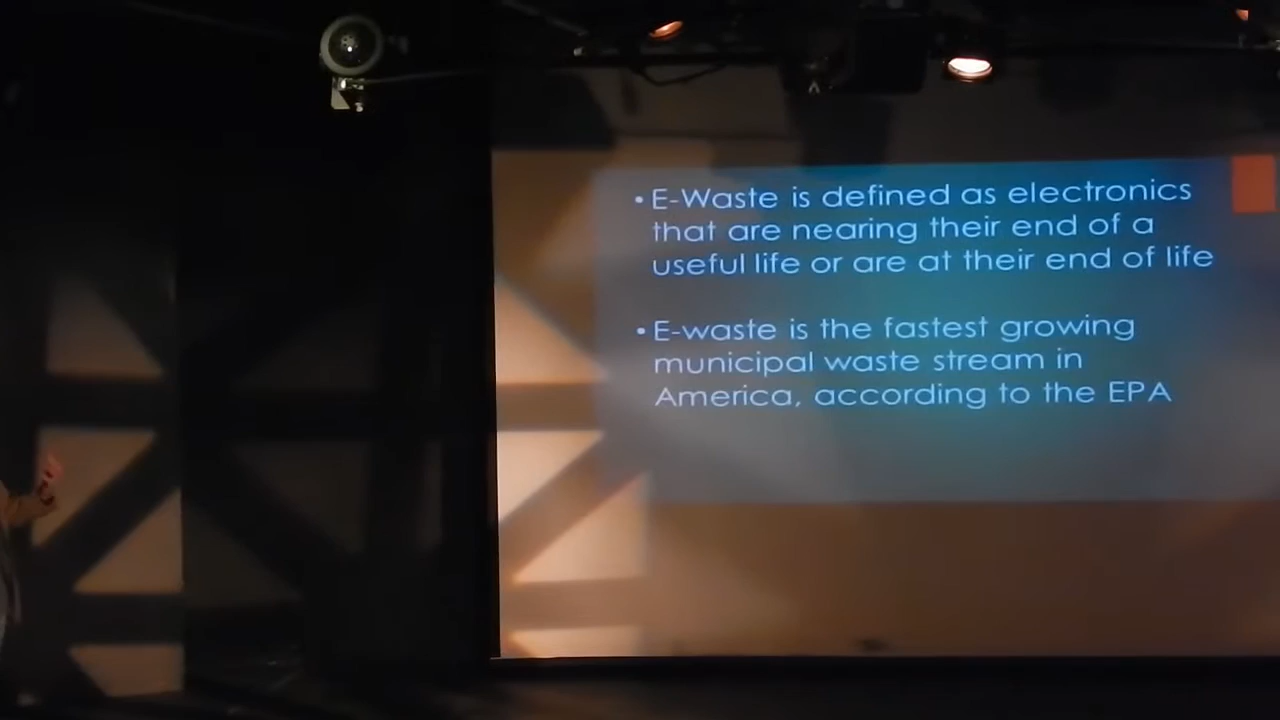 • E-Waste is defined as electronics
that are nearing their end of a
useful life or are at their end of life
• E-waste is the fastest growing
municipal waste stream in
America, according to the EPA